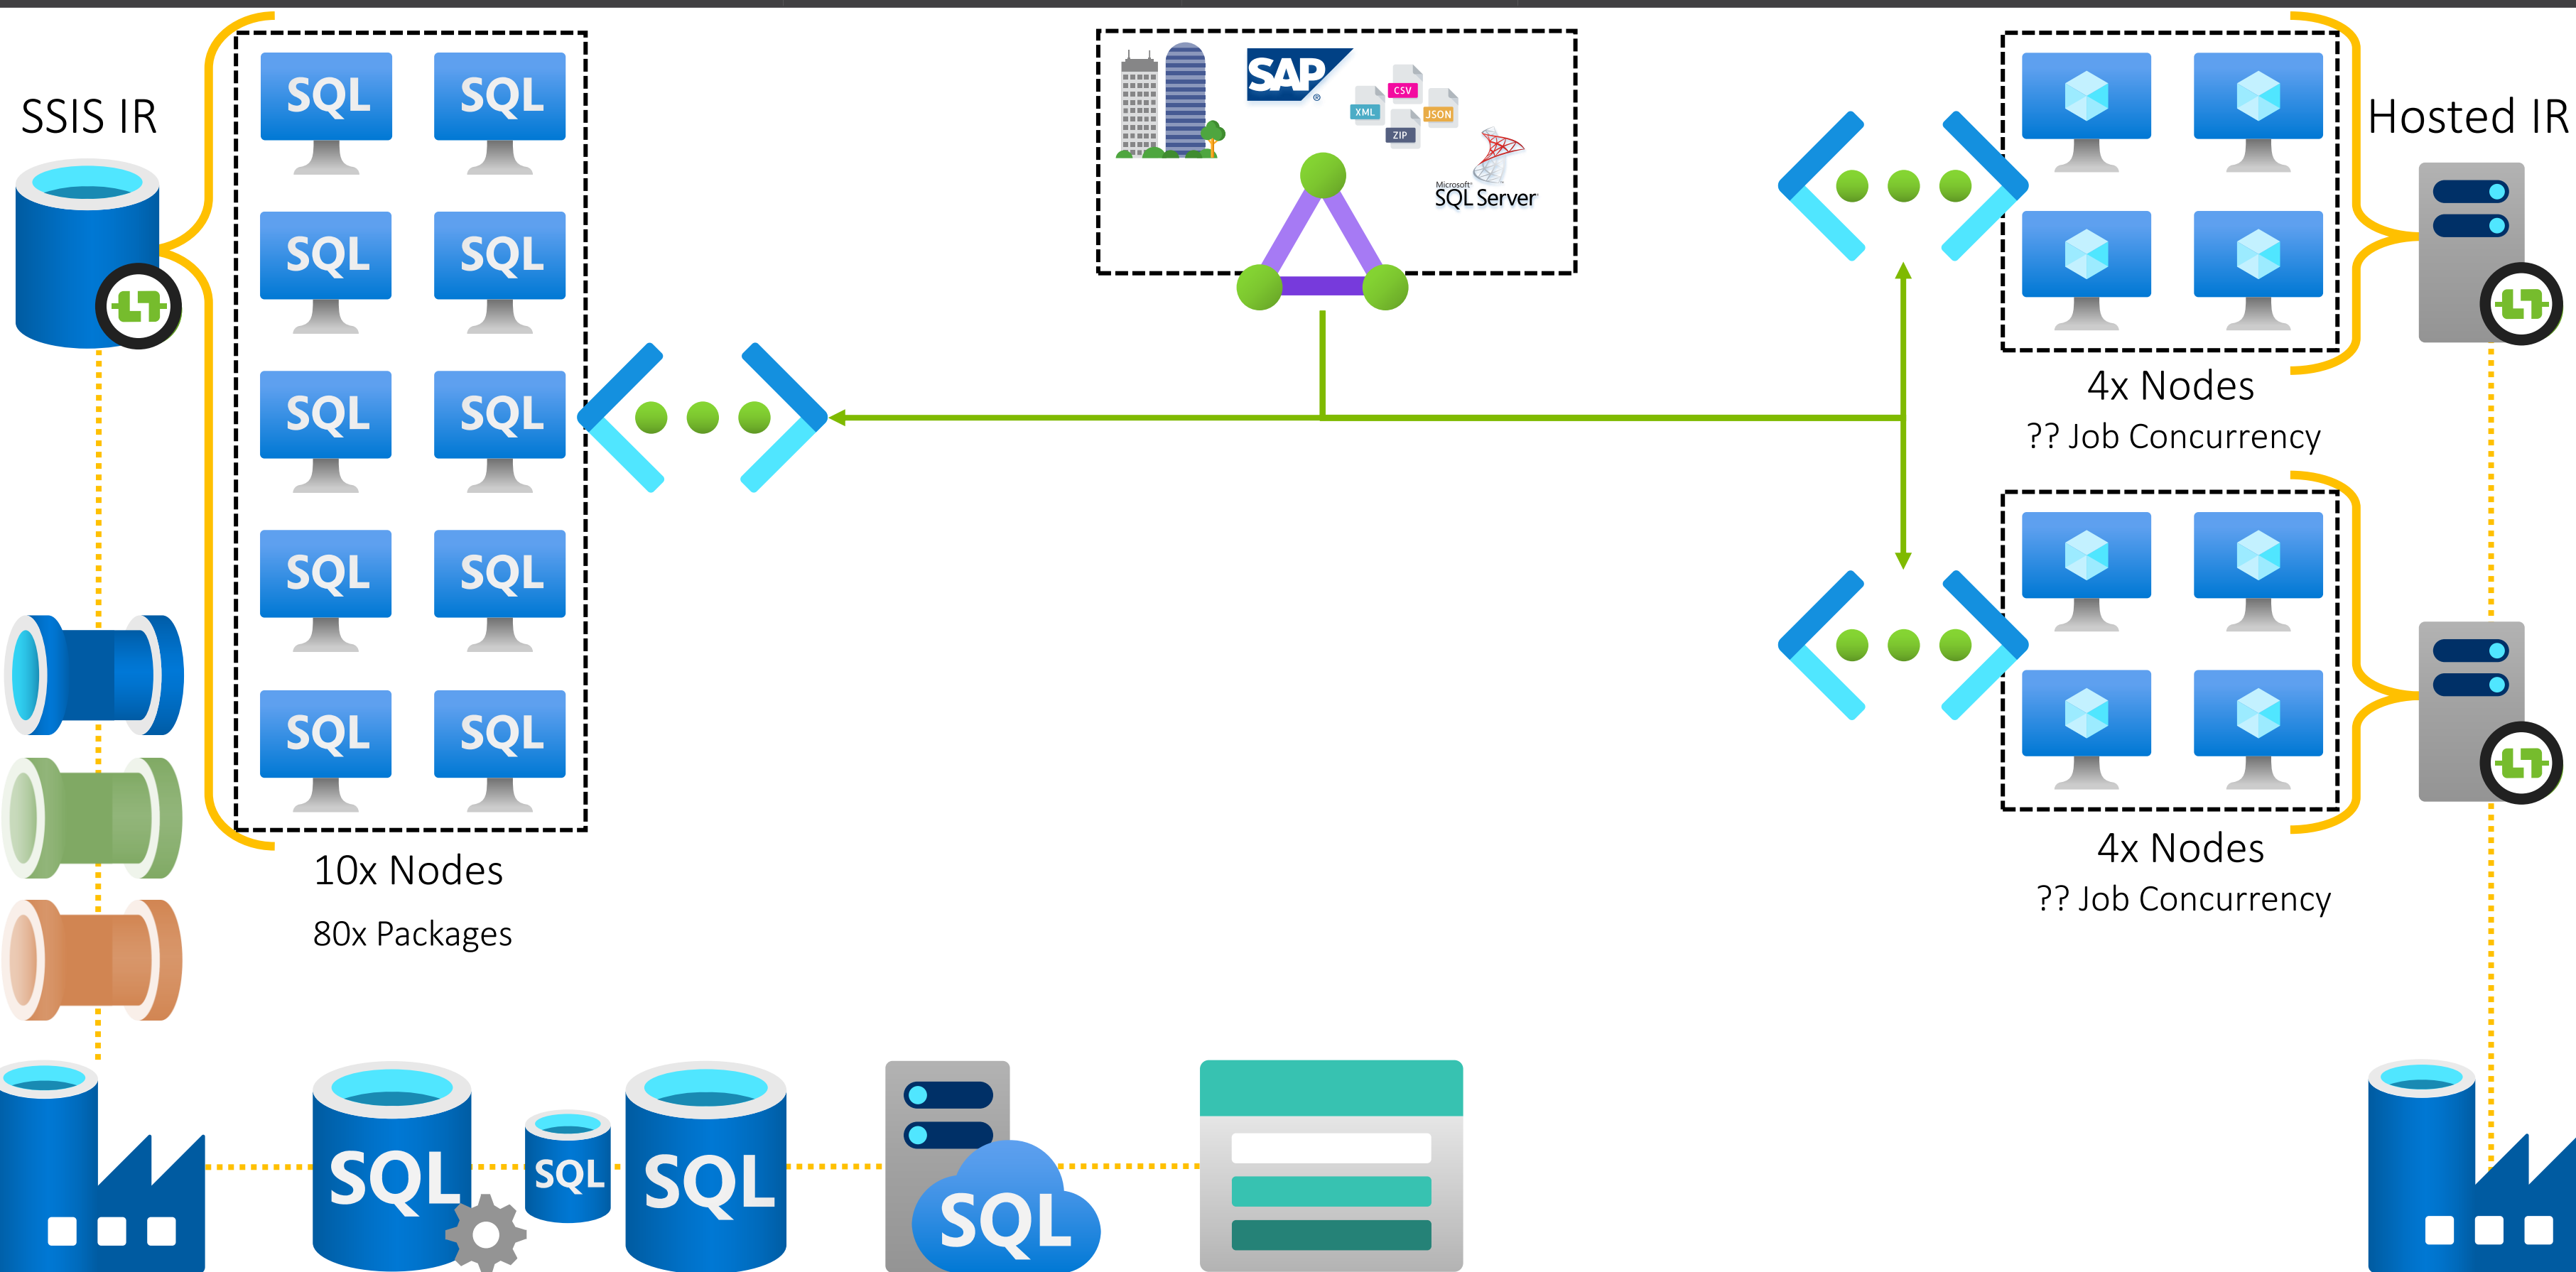 SSIS IR
SQL SQL
SQL SQL
SQL SQL
SQL SQL
SQL SQL
10x Nodes
80x Packages
SAP®
CSV
XML
JSON
ZIP
Microsoft®
SQL Server®
Hosted IR
4x Nodes
?? Job Concurrency
4x Nodes
?? Job Concurrency
SQL
SQL
SQL
SQL